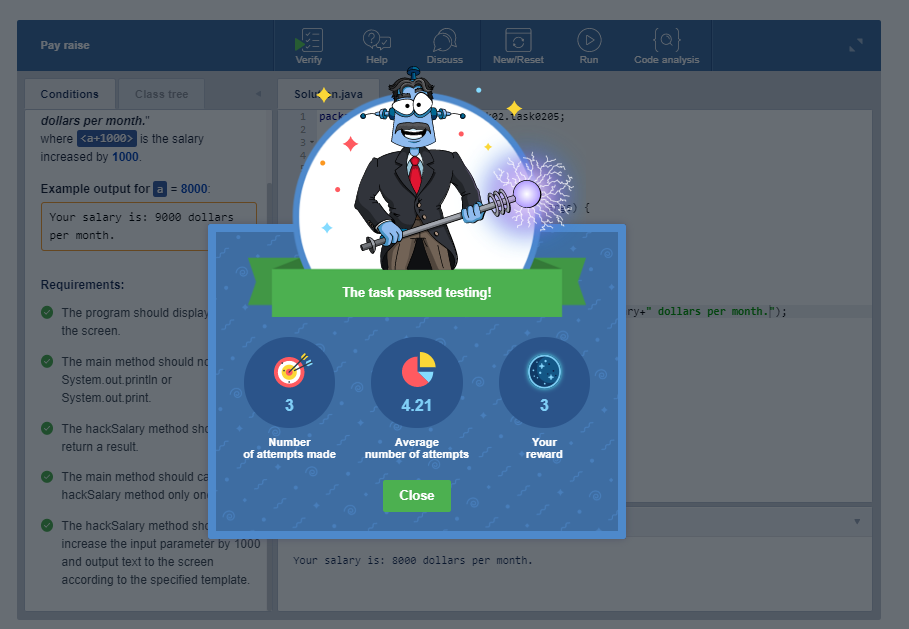 Pay raise
Verify
Help
Discuss
New/Reset
Run
Code analysis
Conditions
Class tree
dollars per month."
where <a+1000> is the salary
increased by 1000.
Example output for a = 8000:
Your salary is: 9000 dollars
per month.
Requirements:
The program should display
the screen.
The main method should
System.out.println or
System.out.print.
The hackSalary method
return a result.
The main method should
hackSalary method only
The hackSalary method
increase the input parameter by 1000
and output text to the screen
according to the specified template.
Solution.java
1
2
3
4
02.task0205;
) {
+" dollars per month.");
The task passed testing!
3
4.21
3
Number
of attempts made
Average
number of attempts
Your
reward
Close
Your salary is: 8000 dollars per month.